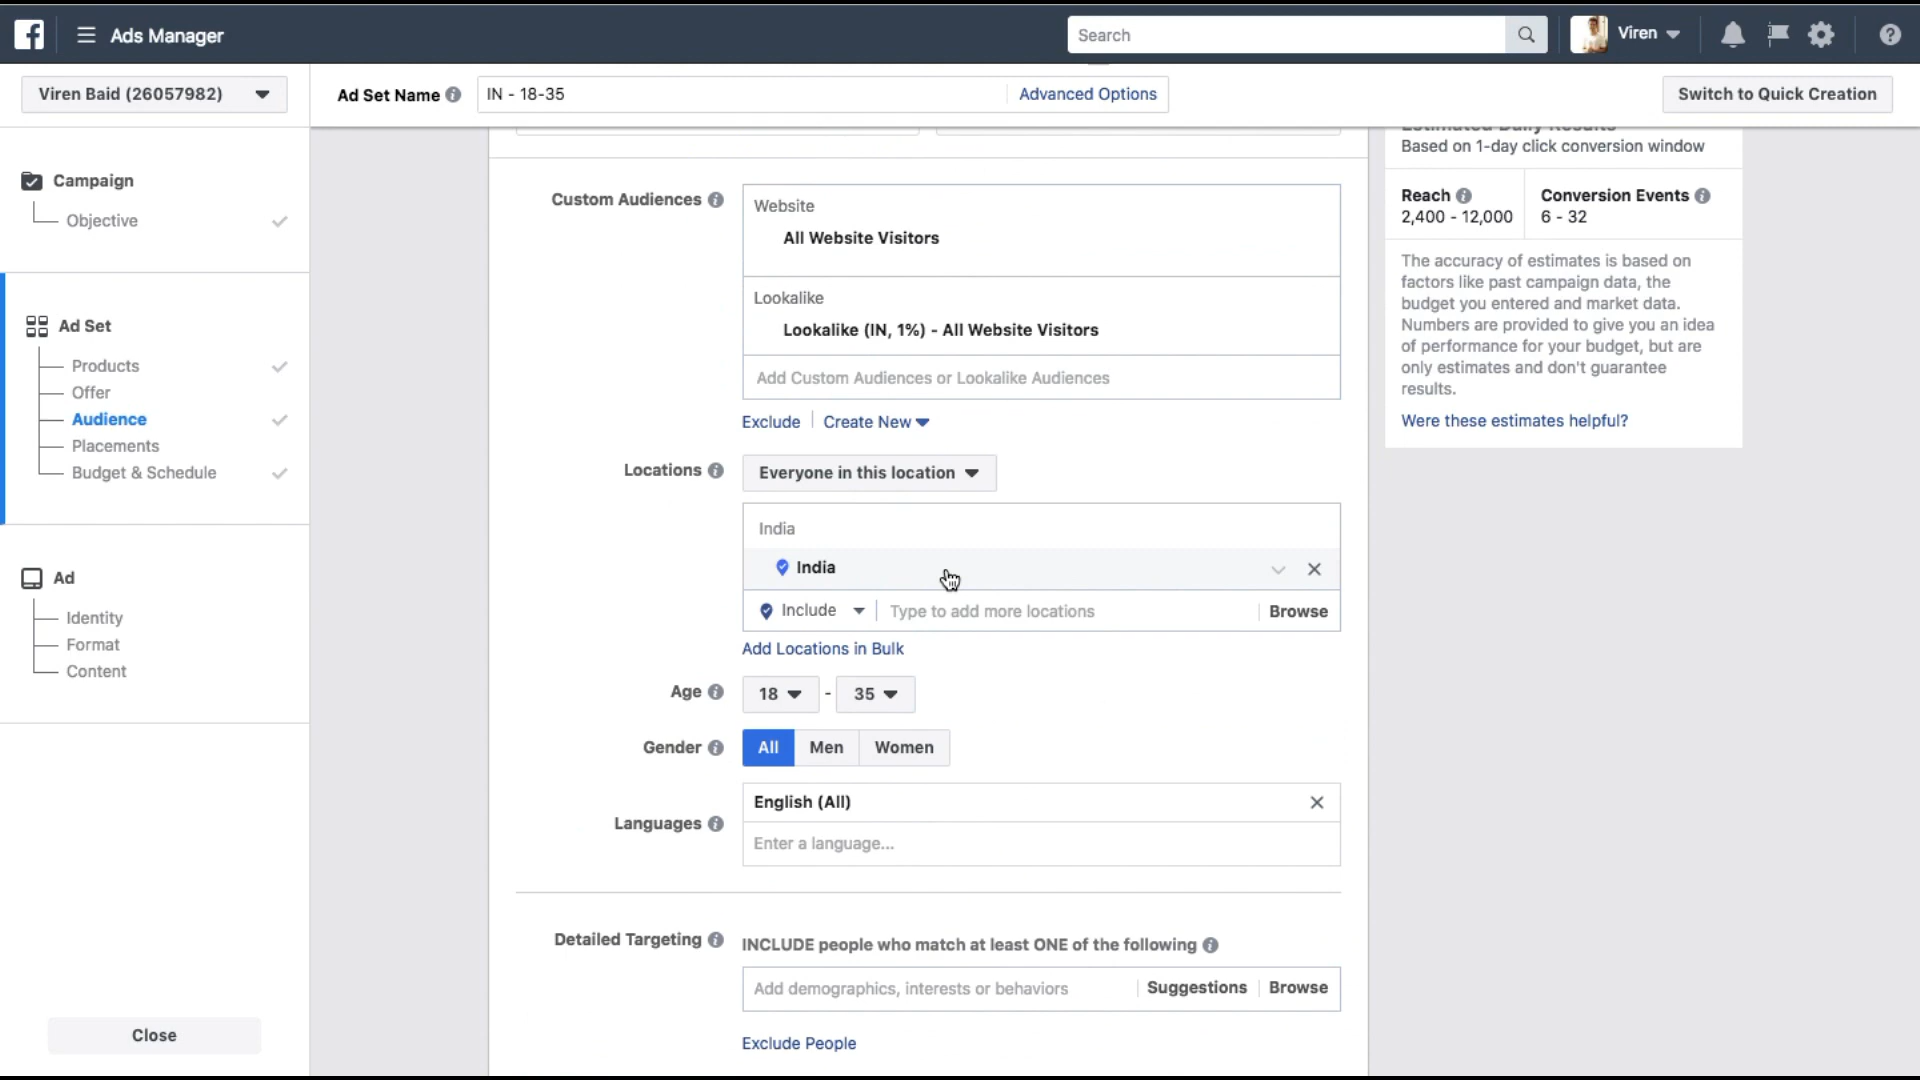 Ads Manager
Search
Viren
Viren Baid (26057982)
Ad Set Name
IN - 18-35
Advanced Options
Switch to Quick Creation
Campaign
Objective
Ad Set
Products
Offer
Audience
Placements
Budget & Schedule
Ad
Identity
Format
Content
Close
Custom Audiences
Website
All Website Visitors
Lookalike
Lookalike (IN, 1%) - All Website Visitors
Add Custom Audiences or Lookalike Audiences
Exclude
Create New
Locations
Everyone in this location
India
India
Include
Type to add more locations
Browse
Add Locations in Bulk
Age
18 - 35
Gender
All Men Women
Languages
English (All)
Enter a language...
Detailed Targeting
INCLUDE people who match at least ONE of the following
Add demographics, interests or behaviors
Suggestions
Browse
Exclude People
Estimated Daily Results
Based on 1-day click conversion window
Reach
2,400 - 12,000
Conversion Events
6 - 32
The accuracy of estimates is based on
factors like past campaign data, the
budget you entered and market data.
Numbers are provided to give you an idea
of performance for your budget, but are
only estimates and don't guarantee
results.
Were these estimates helpful?